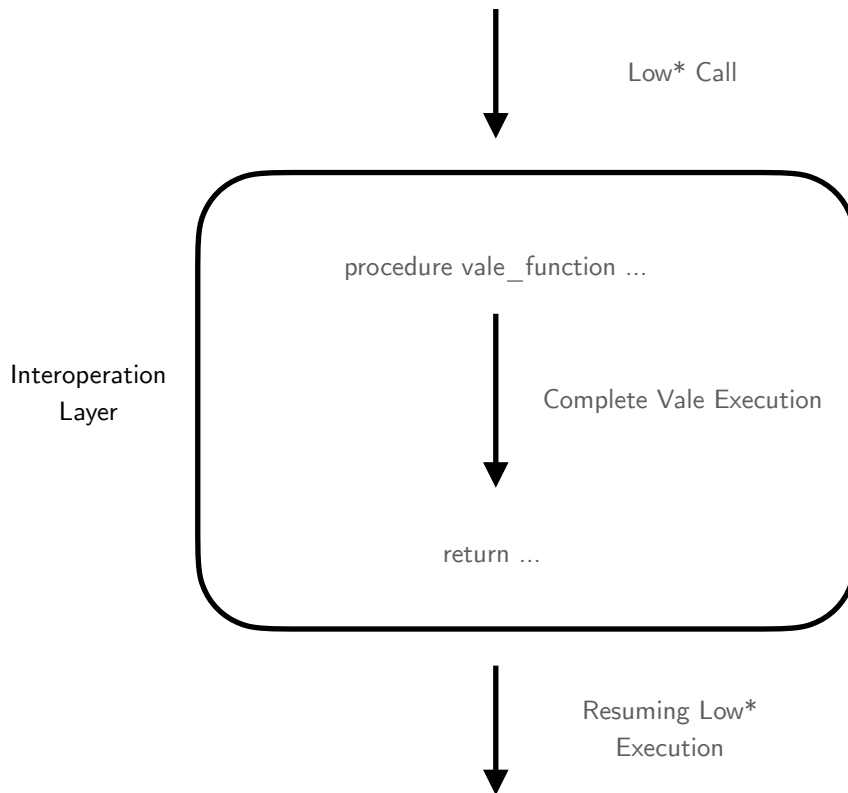 Low* Call
procedure vale_function ...
Interoperation
Layer
Complete Vale Execution
return ...
Resuming Low*
Execution